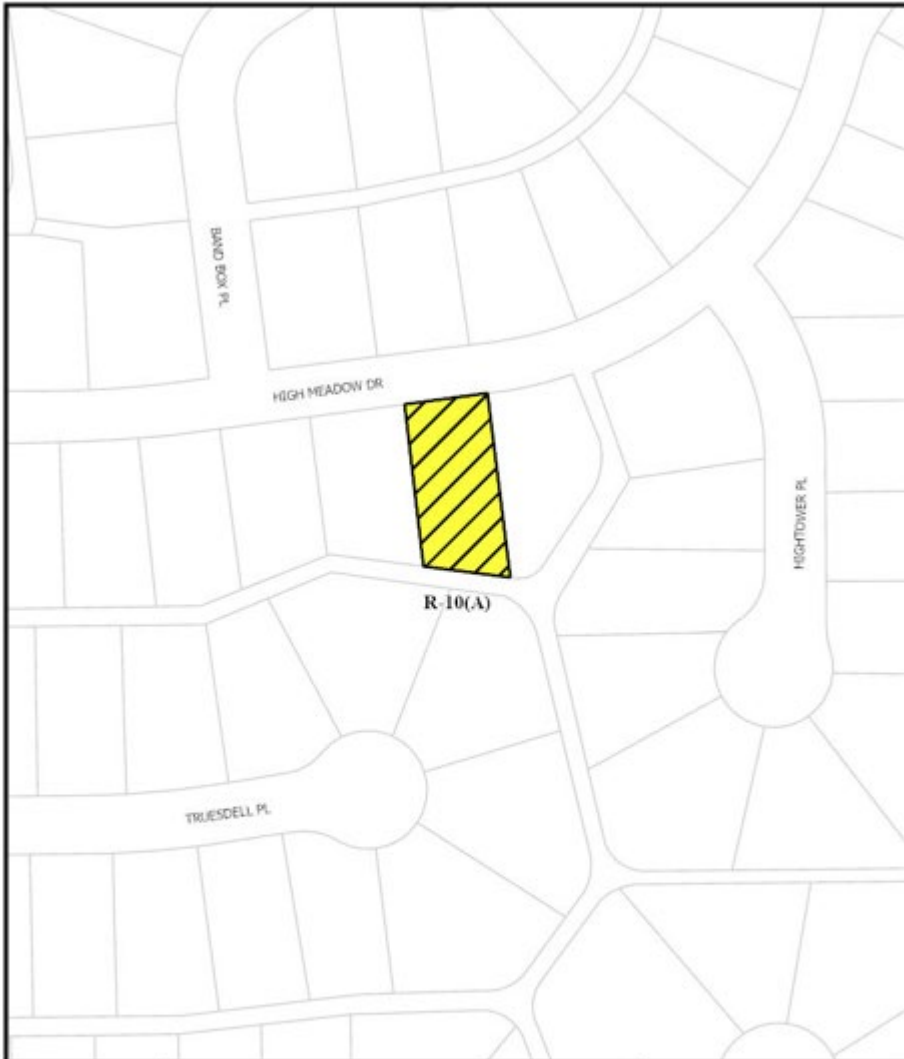 BAND BOX PL
HIGH MEADOW DR
HIGHTOWER PL
R-10(A)
TRUESDELL PL